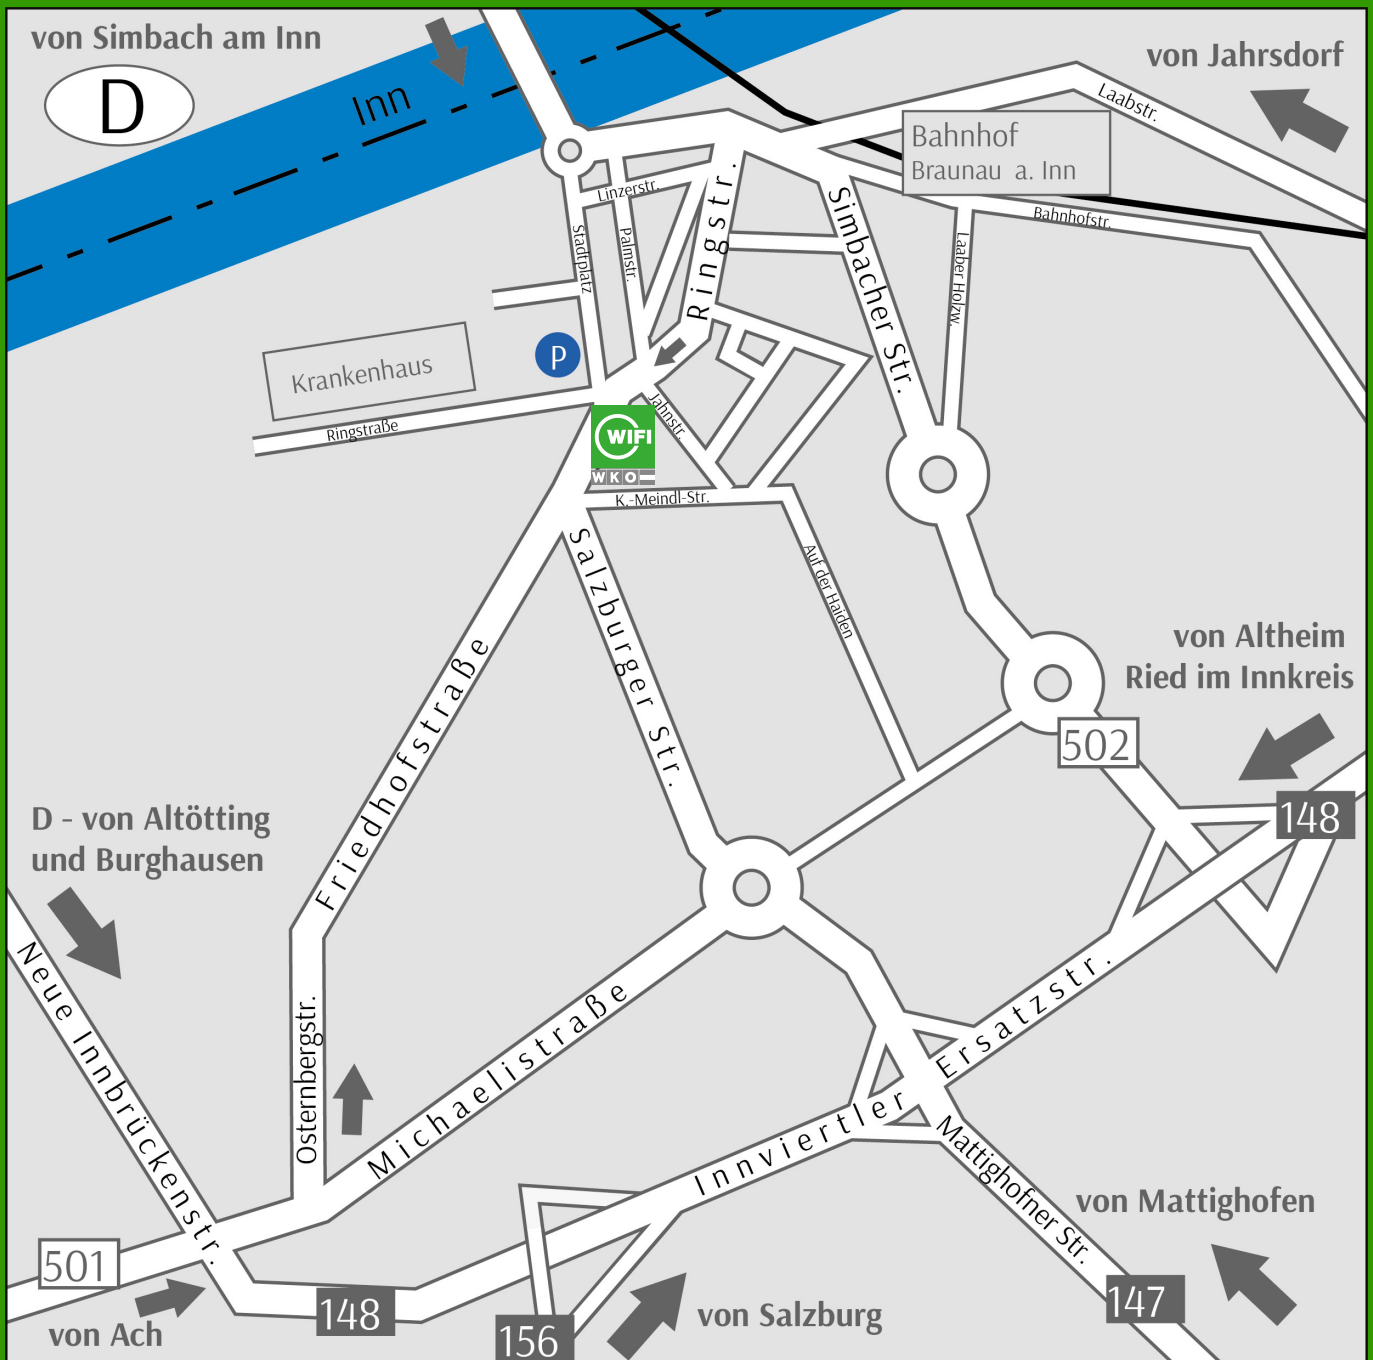 von Simbach am Inn
D
Inn
von Jahrsdorf
Laabstr.
Bahnhof
Braunau a. Inn
Bahnhofstr.
Linzerstr.
Stadtplatz
Palmstr.
Ringstr.
Simbacher Str.
Laaber Holzw.
Krankenhaus
P
Ringstraße
Jahnstr.
WIFI
WKO
K.-Meindl-Str.
Auf der Haiden
Salzburger Str.
Friedhofstraße
von Altheim
Ried im Innkreis
502
148
D - von Altötting
und Burghausen
Neue Innbrückenstr.
Osternbergstr.
Michaelistraße
Innviertler Ersatzstr.
Mattighofner Str.
von Mattighofen
147
501
von Ach
148
156
von Salzburg